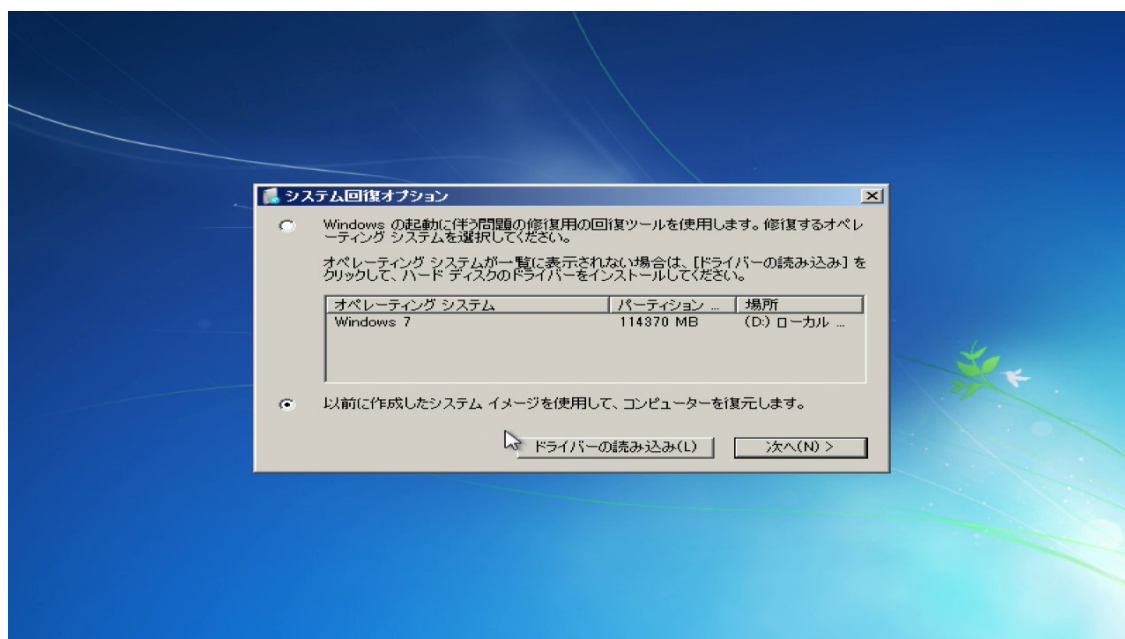 システム回復オプション
Windows の起動に伴う問題の修復用の回復ツールを使用します。修復するオペレ
ーティング システムを選択してください。
オペレーティング システムが一覧に表示されない場合は、[ドライバーの読み込み] を
クリックして、ハード ディスクのドライバーをインストールしてください。
オペレーティング システム パーティション ... 場所
Windows 7 114370 MB (D:) ローカル ...
以前に作成したシステム イメージを使用して、コンピューターを復元します。
ドライバーの読み込み(L) 次へ(N) >